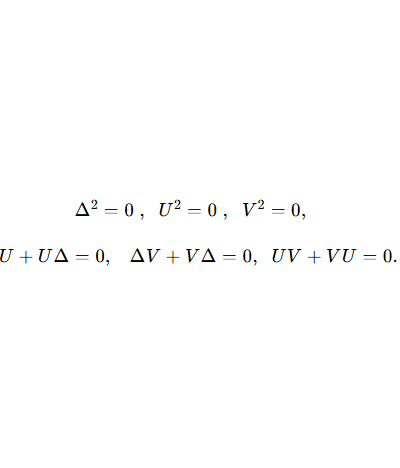 Δ² = 0 , U² = 0 , V² = 0,
U + UΔ = 0, ΔV + VΔ = 0, UV + VU = 0.